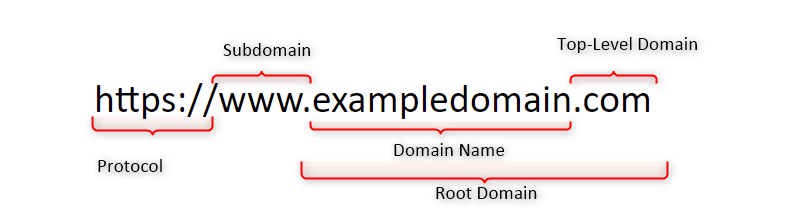 Subdomain
Top-Level Domain
https://www.exampledomain.com
Domain Name
Protocol
Root Domain